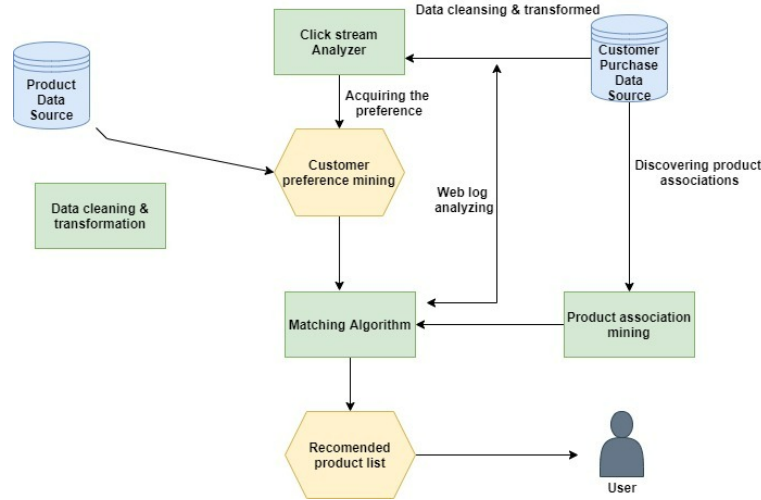 Data cleansing & transformed
Click stream
Analyzer
Customer
Purchase
Data
Source
Product
Data
Source
Acquiring the
preference
Customer
preference mining
Discovering product
associations
Web log
analyzing
Data cleaning &
transformation
Matching Algorithm
Product association
mining
Recomended
product list
User